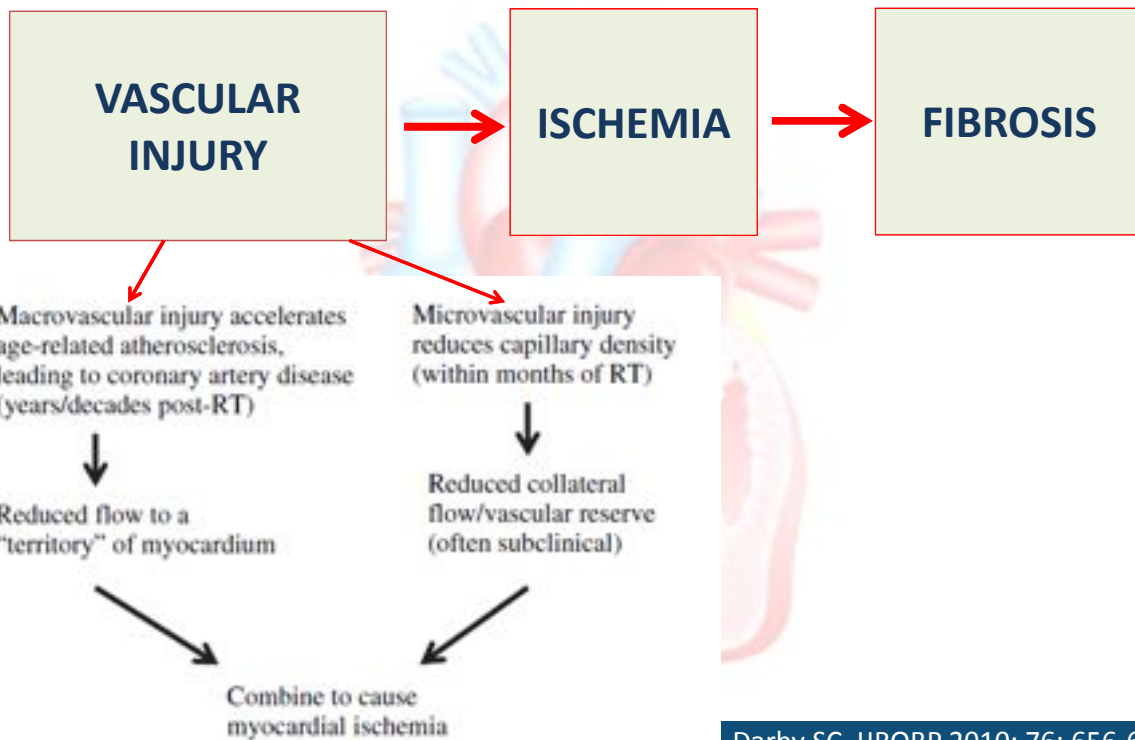 VASCULAR
INJURY
ISCHEMIA
FIBROSIS
Macrovascular injury accelerates
age-related atherosclerosis,
leading to coronary artery disease
(years/decades post-RT)
Microvascular injury
reduces capillary density
(within months of RT)
Reduced flow to a
"territory" of myocardium
Reduced collateral
flow/vascular reserve
(often subclinical)
Combine to cause
myocardial ischemia
Darby SC, IJROBP 2010; 76: 656-6